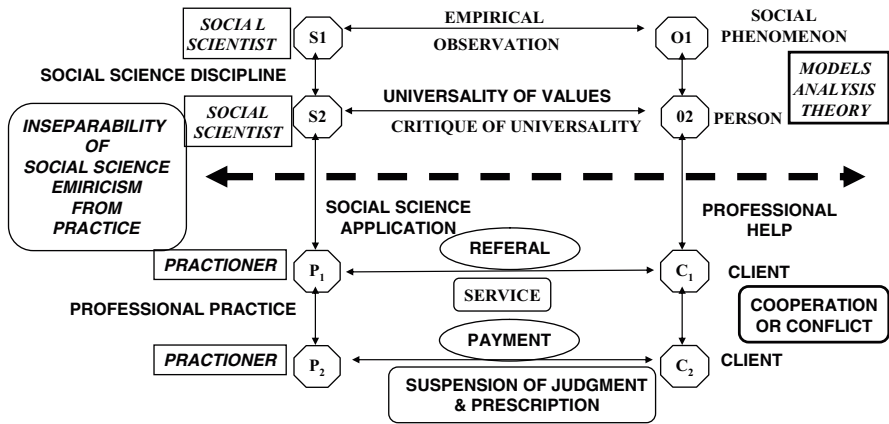 SOCIAL
SCIENTIST
S1
EMPIRICAL
OBSERVATION
O1
SOCIAL
PHENOMENON
SOCIAL SCIENCE DISCIPLINE
MODELS
ANALYSIS
THEORY
SOCIAL
SCIENTIST
S2
UNIVERSALITY OF VALUES
CRITIQUE OF UNIVERSALITY
02
PERSON
INSEPARABILITY
OF
SOCIAL SCIENCE
EMIRICISM
FROM
PRACTICE
SOCIAL SCIENCE
APPLICATION
PROFESSIONAL
HELP
PRACTIONER
P1
REFERAL
SERVICE
C1
CLIENT
PROFESSIONAL PRACTICE
COOPERATION
OR CONFLICT
PRACTIONER
P2
PAYMENT
SUSPENSION OF JUDGMENT
& PRESCRIPTION
C2
CLIENT